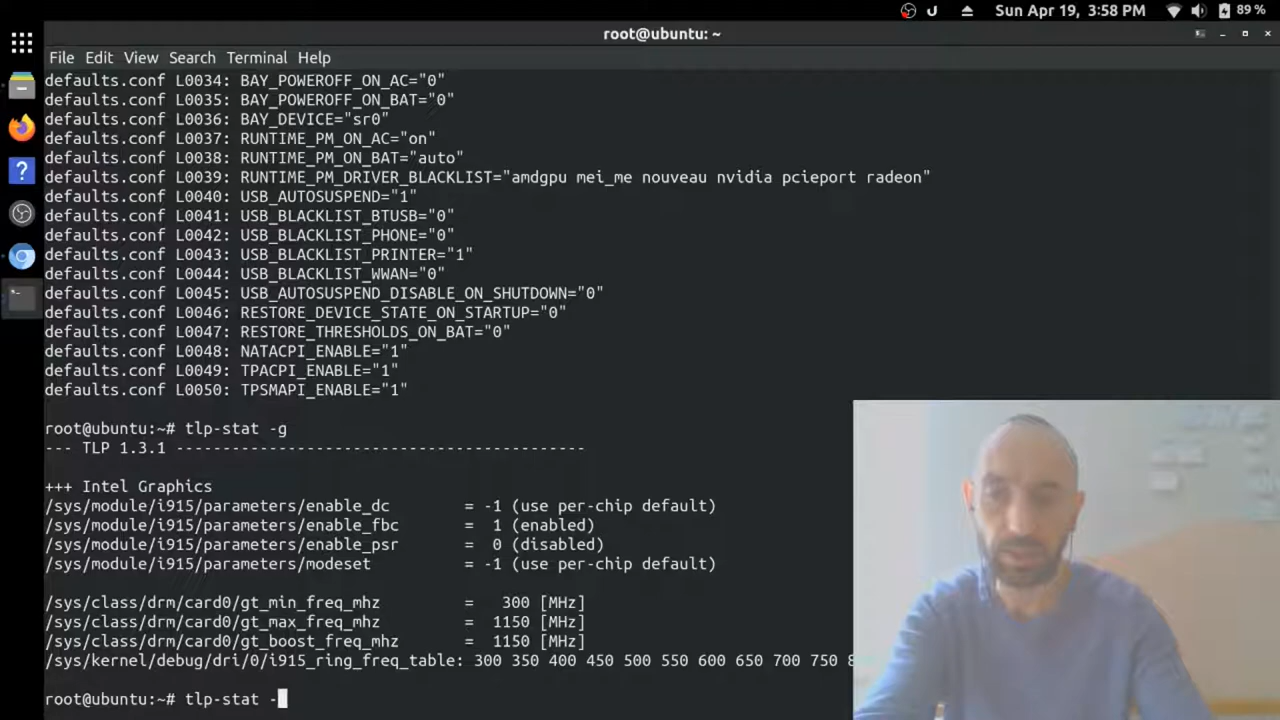 Sun Apr 19, 3:58 PM
89 %
root@ubuntu: ~
File Edit View Search Terminal Help
defaults.conf L0034: BAY_POWEROFF_ON_AC="0"
defaults.conf L0035: BAY_POWEROFF_ON_BAT="0"
defaults.conf L0036: BAY_DEVICE="sr0"
defaults.conf L0037: RUNTIME_PM_ON_AC="on"
defaults.conf L0038: RUNTIME_PM_ON_BAT="auto"
defaults.conf L0039: RUNTIME_PM_DRIVER_BLACKLIST="amdgpu mei_me nouveau nvidia pcieport radeon"
defaults.conf L0040: USB_AUTOSUSPEND="1"
defaults.conf L0041: USB_BLACKLIST_BTUSB="0"
defaults.conf L0042: USB_BLACKLIST_PHONE="0"
defaults.conf L0043: USB_BLACKLIST_PRINTER="1"
defaults.conf L0044: USB_BLACKLIST_WWAN="0"
defaults.conf L0045: USB_AUTOSUSPEND_DISABLE_ON_SHUTDOWN="0"
defaults.conf L0046: RESTORE_DEVICE_STATE_ON_STARTUP="0"
defaults.conf L0047: RESTORE_THRESHOLDS_ON_BAT="0"
defaults.conf L0048: NATACPI_ENABLE="1"
defaults.conf L0049: TPACPI_ENABLE="1"
defaults.conf L0050: TPSMAPI_ENABLE="1"
root@ubuntu:~# tlp-stat -g
--- TLP 1.3.1 --------------------------------------------
+++ Intel Graphics
/sys/module/i915/parameters/enable_dc = -1 (use per-chip default)
/sys/module/i915/parameters/enable_fbc = 1 (enabled)
/sys/module/i915/parameters/enable_psr = 0 (disabled)
/sys/module/i915/parameters/modeset = -1 (use per-chip default)
/sys/class/drm/card0/gt_min_freq_mhz = 300 [MHz]
/sys/class/drm/card0/gt_max_freq_mhz = 1150 [MHz]
/sys/class/drm/card0/gt_boost_freq_mhz = 1150 [MHz]
/sys/kernel/debug/dri/0/i915_ring_freq_table: 300 350 400 450 500 550 600 650 700 750
root@ubuntu:~# tlp-stat -